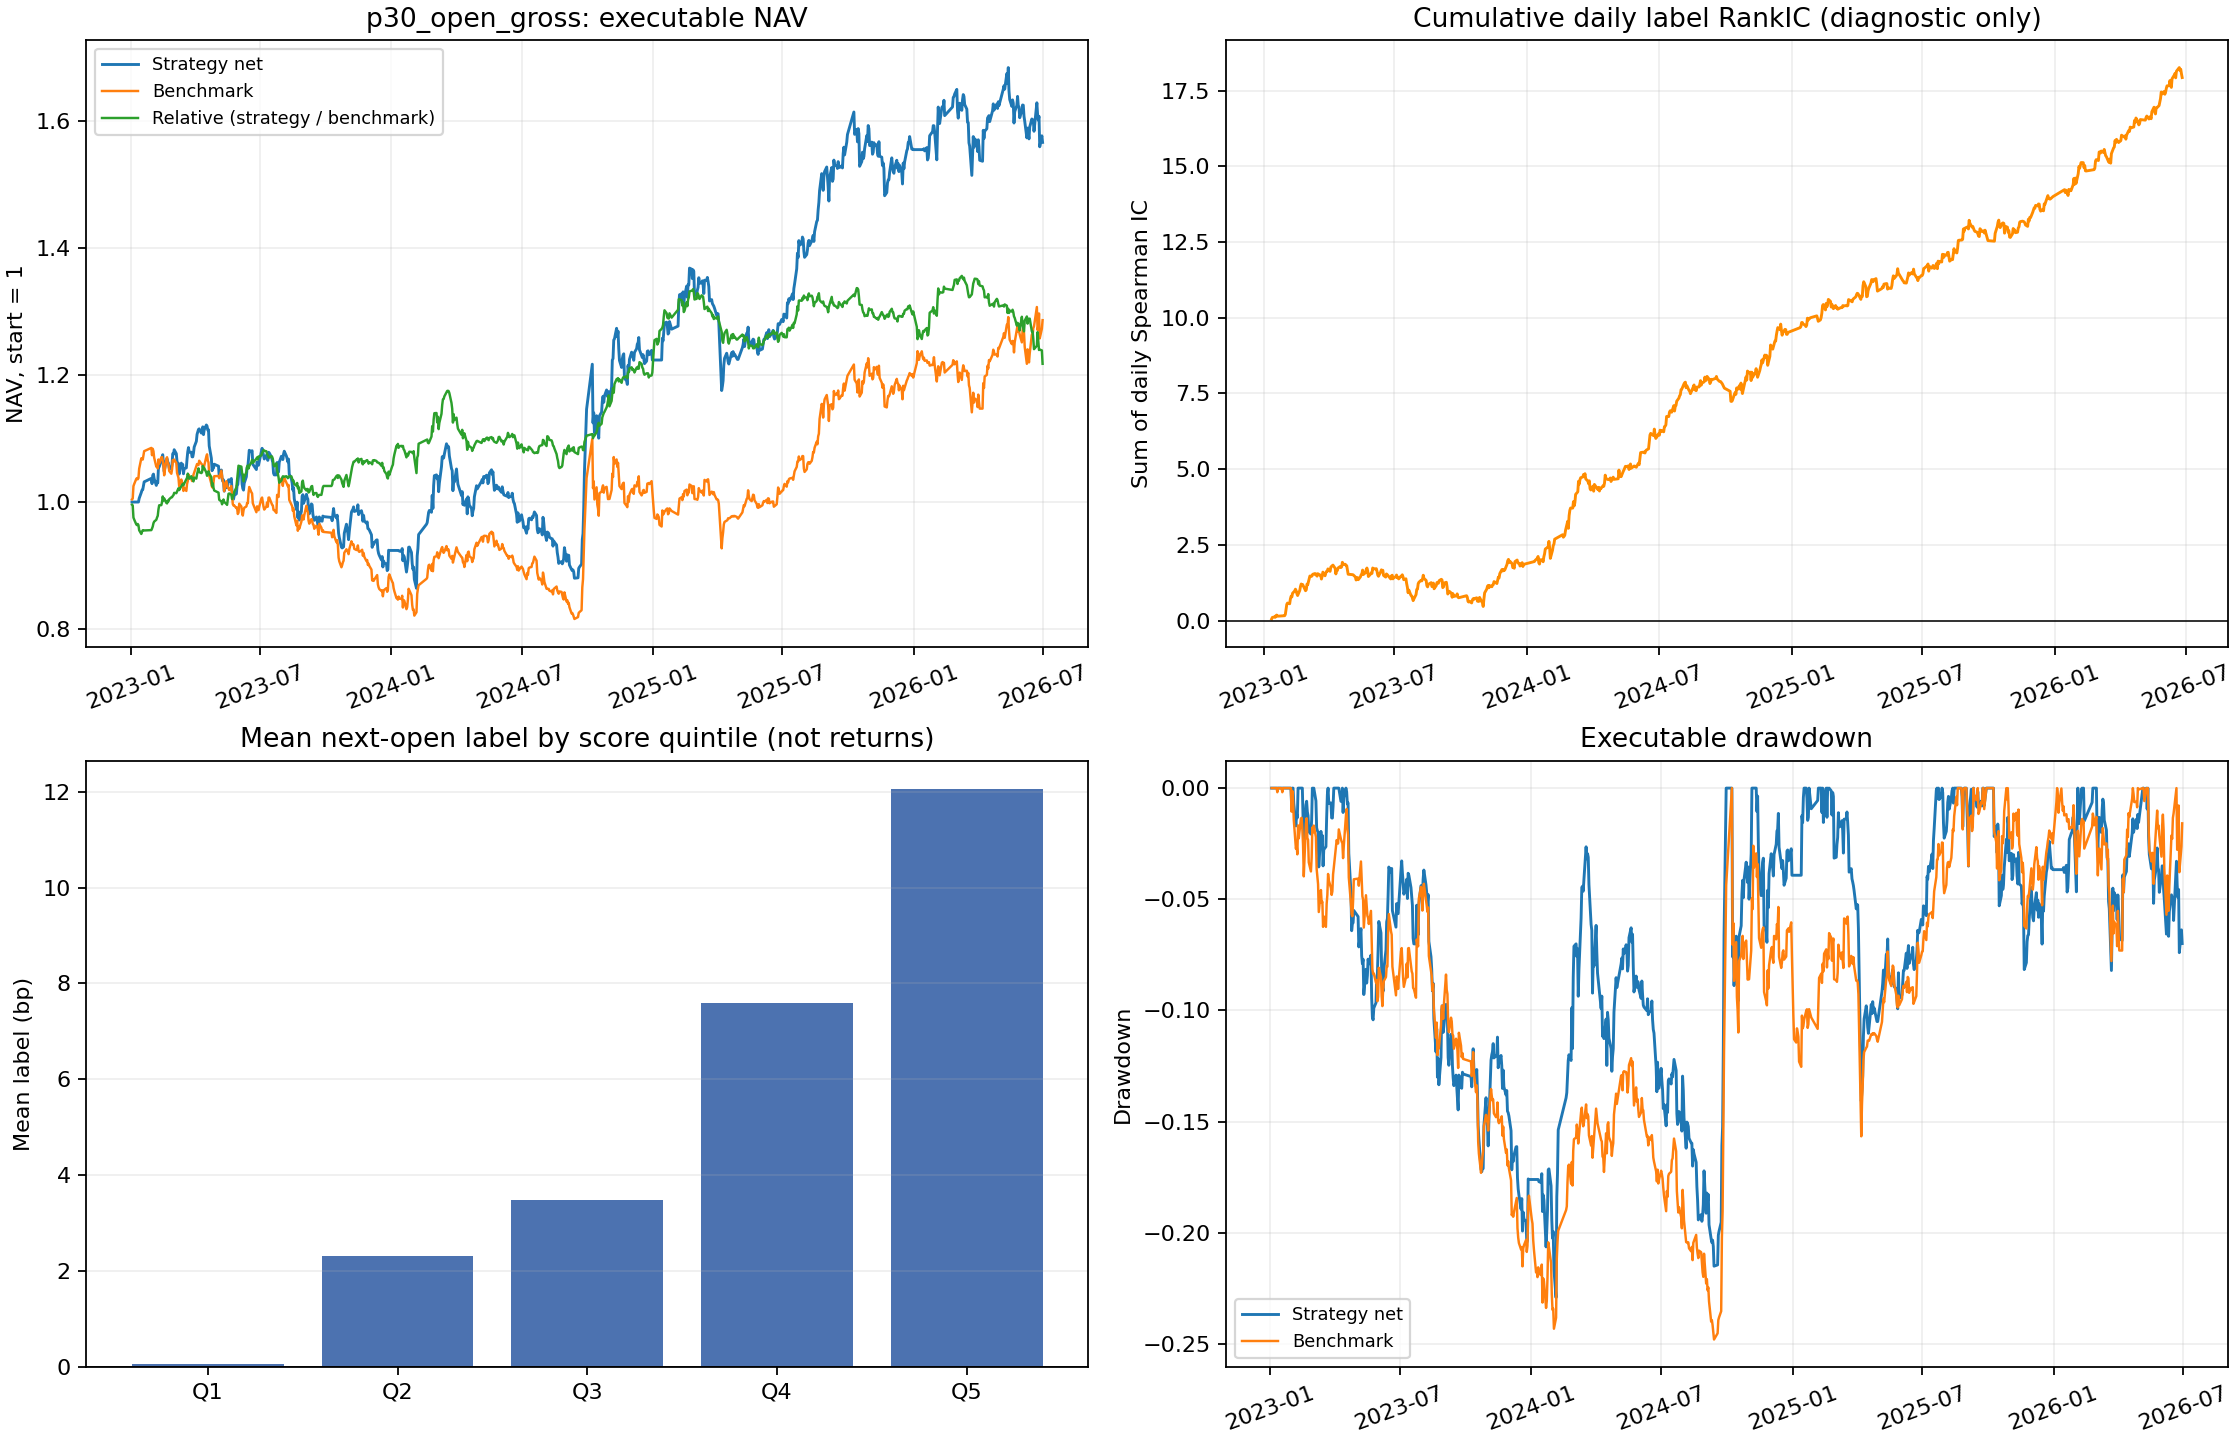 p30_open_gross: executable NAV
Strategy net
Benchmark
Relative (strategy / benchmark)
NAV, start = 1
1.6
1.4
1.2
1.0
0.8
2023-01
2023-07
2024-01
2024-07
2025-01
2025-07
2026-01
2026-07
Cumulative daily label RankIC (diagnostic only)
Sum of daily Spearman IC
17.5
15.0
12.5
10.0
7.5
5.0
2.5
0.0
2023-01
2023-07
2024-01
2024-07
2025-01
2025-07
2026-01
2026-07
Mean next-open label by score quintile (not returns)
Mean label (bp)
12
10
8
6
4
2
0
Q1
Q2
Q3
Q4
Q5
Executable drawdown
Drawdown
0.00
−0.05
−0.10
−0.15
−0.20
−0.25
Strategy net
Benchmark
2023-01
2023-07
2024-01
2024-07
2025-01
2025-07
2026-01
2026-07